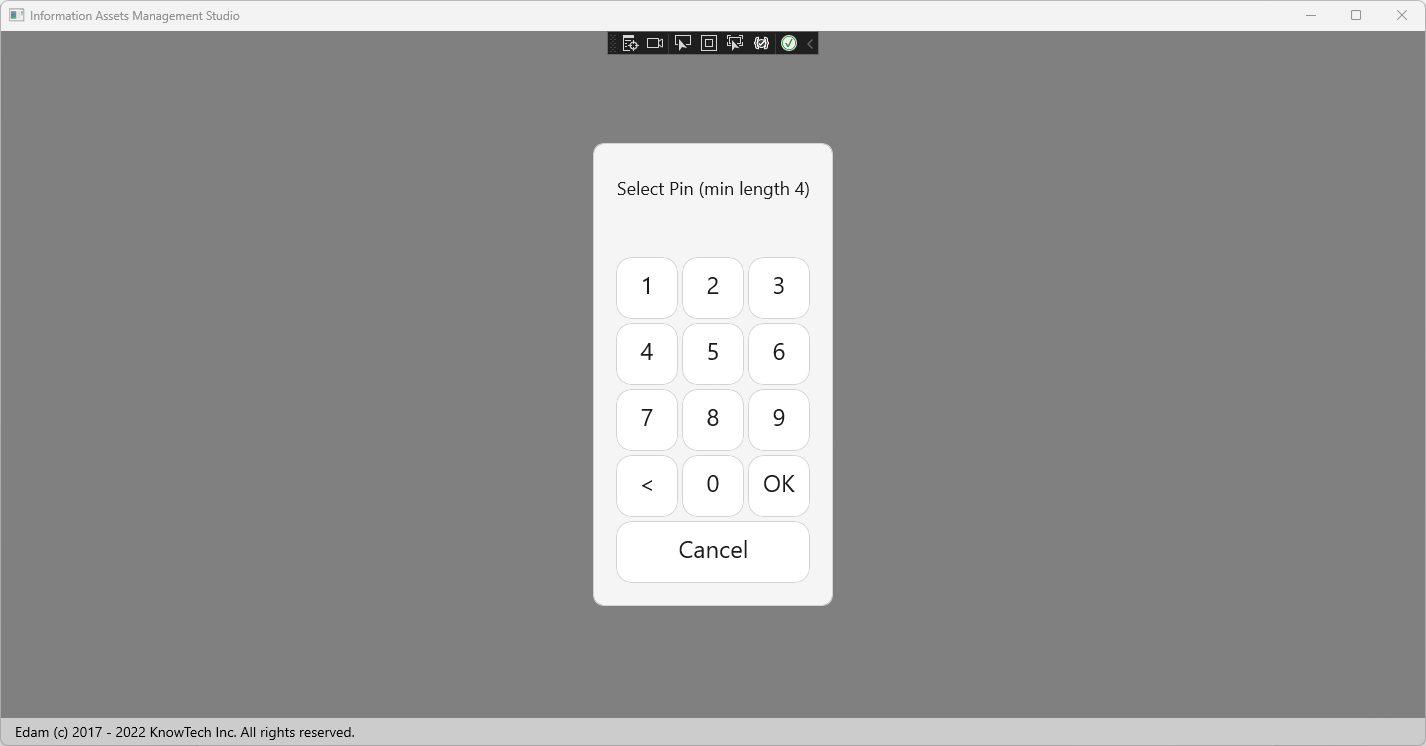 Information Assets Management Studio
Select Pin (min length 4)
1 2 3
4 5 6
7 8 9
< 0 OK
Cancel
Edam (c) 2017 - 2022 KnowTech Inc. All rights reserved.